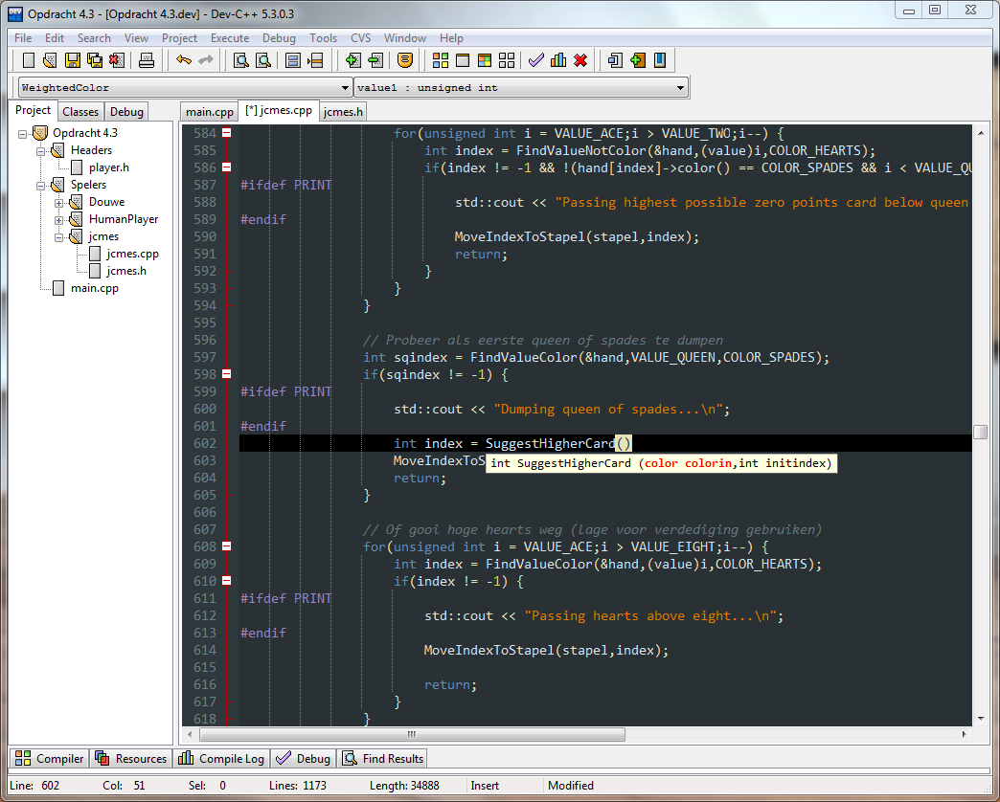 Opdracht 4.3 - [Opdracht 4.3.dev] - Dev-C++ 5.3.0.3
File Edit Search View Project Execute Debug Tools CVS Window Help
WeightedColor value1 : unsigned int
Project Classes Debug main.cpp [*] jcmes.cpp jcmes.h
Opdracht 4.3
Headers
player.h
Spelers
Douwe
HumanPlayer
jcmes
jcmes.cpp
jcmes.h
main.cpp
584 for(unsigned int i = VALUE_ACE;i > VALUE_TWO;i--) {
585 int index = FindValueNotColor(&hand,(value)i,COLOR_HEARTS);
586 if(index != -1 && !(hand[index]->color() == COLOR_SPADES && i < VALUE_QU
587 #ifdef PRINT
588 std::cout << "Passing highest possible zero points card below queen
589 #endif
590 MoveIndexToStapel(stapel,index);
591 return;
592 }
593 }
594 }
595
596 // Probeer als eerste queen of spades te dumpen
597 int sqindex = FindValueColor(&hand,VALUE_QUEEN,COLOR_SPADES);
598 if(sqindex != -1) {
599 #ifdef PRINT
600 std::cout << "Dumping queen of spades...\n";
601 #endif
602 int index = SuggestHigherCard()
603 MoveIndexToS
int SuggestHigherCard (color colorin,int initindex)
604 return;
605 }
606
607 // Of gooi hoge hearts weg (lage voor verdediging gebruiken)
608 for(unsigned int i = VALUE_ACE;i > VALUE_EIGHT;i--) {
609 int index = FindValueColor(&hand,(value)i,COLOR_HEARTS);
610 if(index != -1) {
611 #ifdef PRINT
612 std::cout << "Passing hearts above eight...\n";
613 #endif
614 MoveIndexToStapel(stapel,index);
615
616 return;
617 }
618 }
Compiler Resources Compile Log Debug Find Results
Line: 602 Col: 51 Sel: 0 Lines: 1173 Length: 34888 Insert Modified